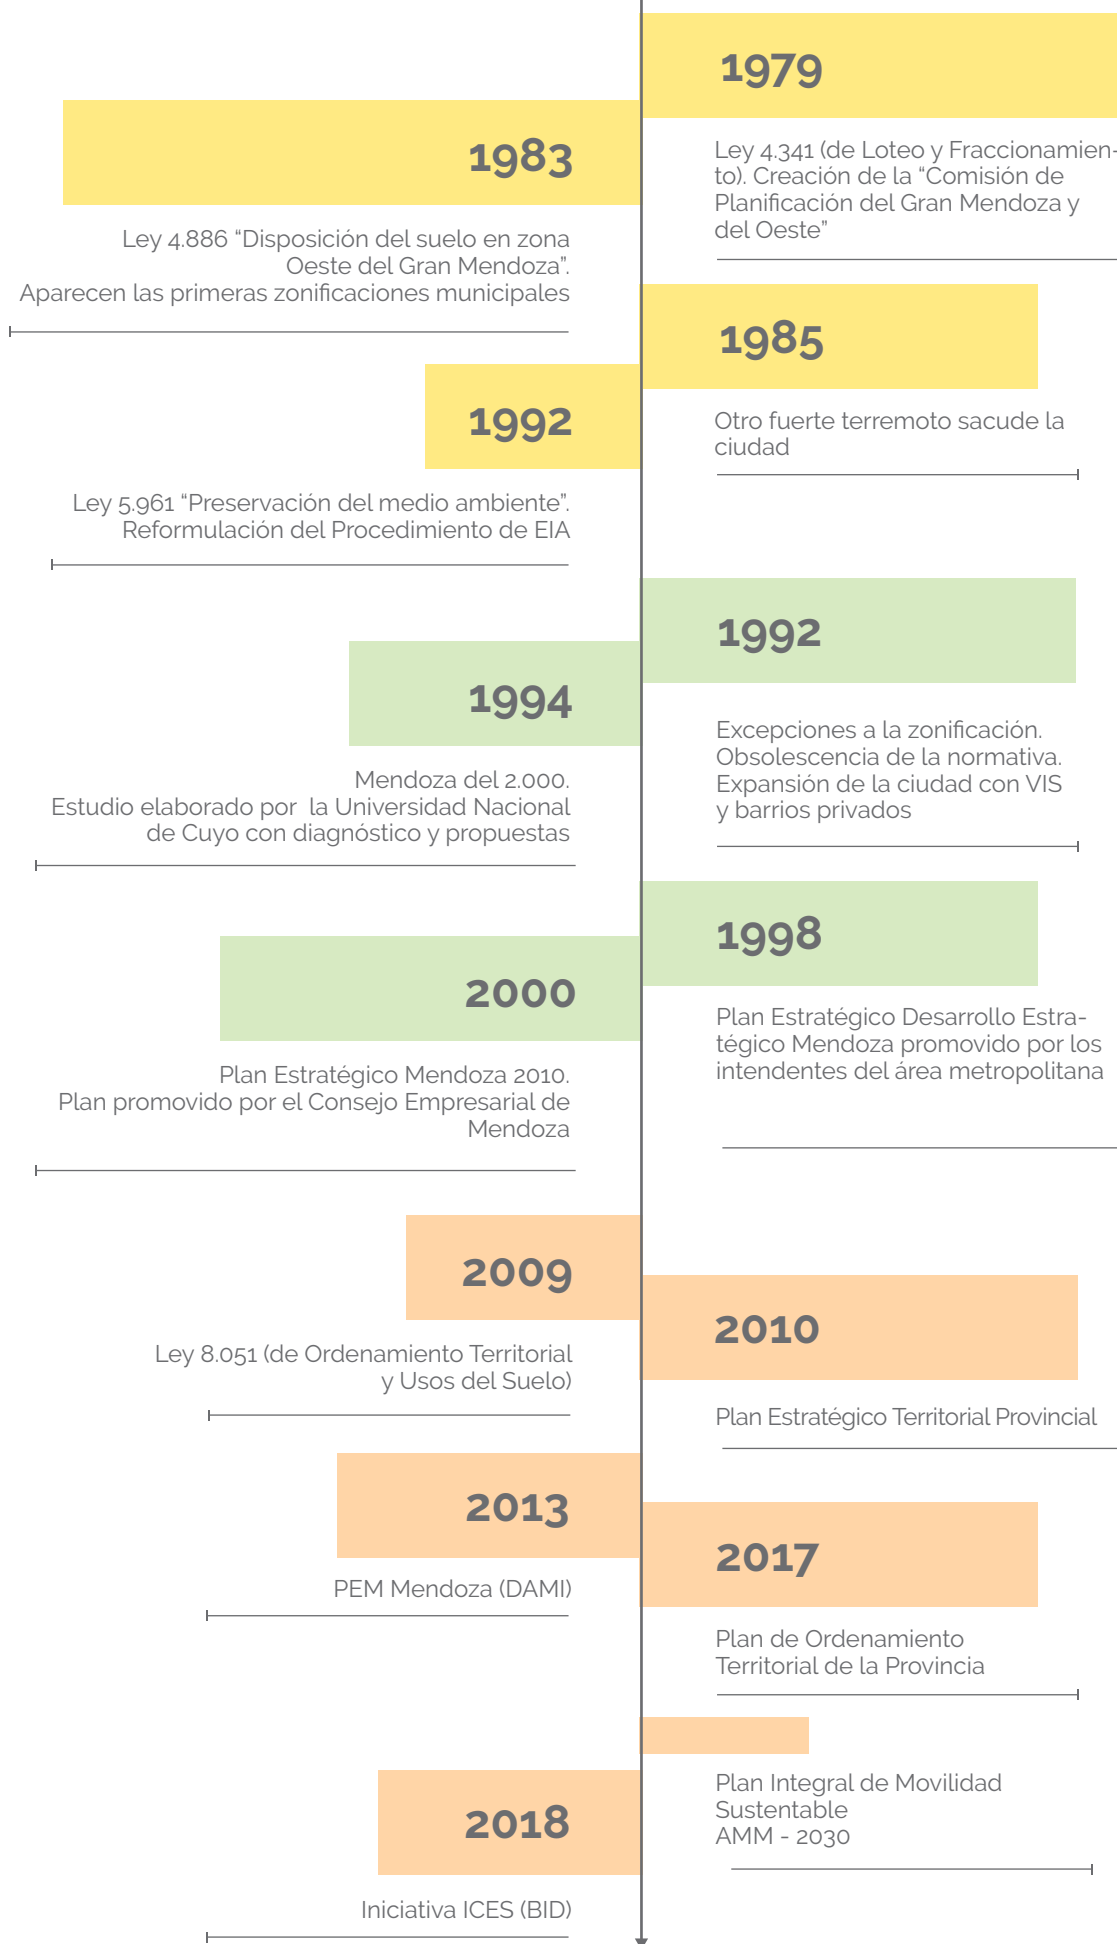 1979
Ley 4.341 (de Loteo y Fraccionamien-
to). Creación de la “Comisión de
Planificación del Gran Mendoza y
del Oeste”
1983
Ley 4.886 “Disposición del suelo en zona
Oeste del Gran Mendoza”.
Aparecen las primeras zonificaciones municipales
1985
Otro fuerte terremoto sacude la
ciudad
1992
Ley 5.961 “Preservación del medio ambiente”.
Reformulación del Procedimiento de EIA
1992
Excepciones a la zonificación.
Obsolescencia de la normativa.
Expansión de la ciudad con VIS
y barrios privados
1994
Mendoza del 2.000.
Estudio elaborado por la Universidad Nacional
de Cuyo con diagnóstico y propuestas
1998
Plan Estratégico Desarrollo Estra-
tégico Mendoza promovido por los
intendentes del área metropolitana
2000
Plan Estratégico Mendoza 2010.
Plan promovido por el Consejo Empresarial de
Mendoza
2009
Ley 8.051 (de Ordenamiento Territorial
y Usos del Suelo)
2010
Plan Estratégico Territorial Provincial
2013
PEM Mendoza (DAMI)
2017
Plan de Ordenamiento
Territorial de la Provincia
Plan Integral de Movilidad
Sustentable
AMM - 2030
2018
Iniciativa ICES (BID)